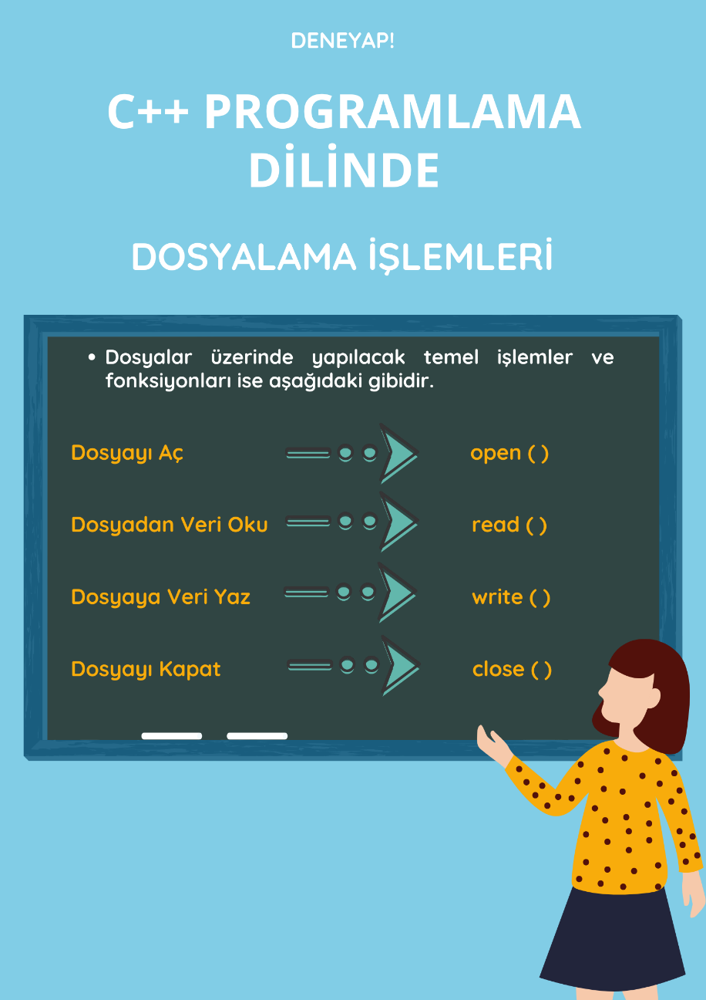 DENEYAP!
C++ PROGRAMLAMA
DİLİNDE
DOSYALAMA İŞLEMLERİ
• Dosyalar üzerinde yapılacak temel işlemler ve
fonksiyonları ise aşağıdaki gibidir.
Dosyayı Aç open ( )
Dosyadan Veri Oku read ( )
Dosyaya Veri Yaz write ( )
Dosyayı Kapat close ( )